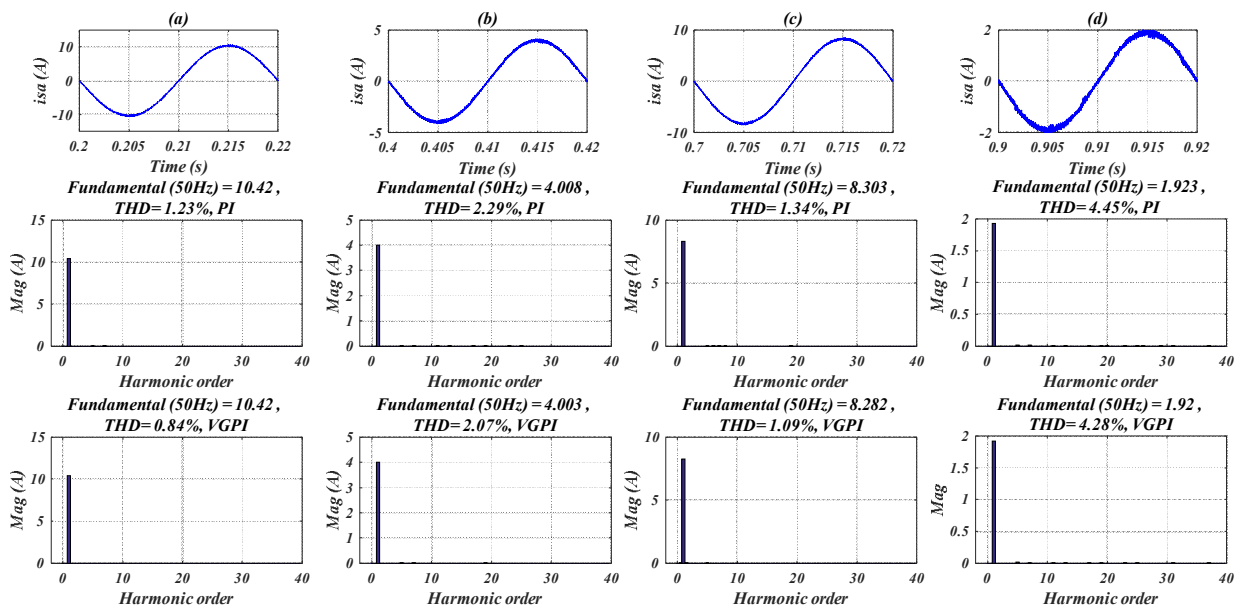 (a)
isa (A)
10
0
-10
0.2 0.205 0.21 0.215 0.22
Time (s)
(b)
isa (A)
5
0
-5
0.4 0.405 0.41 0.415 0.42
Time (s)
(c)
isa (A)
10
0
-10
0.7 0.705 0.71 0.715 0.72
Time (s)
(d)
isa (A)
2
0
-2
0.9 0.905 0.91 0.915 0.92
Time (s)
Fundamental (50Hz) = 10.42 ,
THD= 1.23%, PI
Mag (A)
15
10
5
0
0 10 20 30 40
Harmonic order
Fundamental (50Hz) = 4.008 ,
THD= 2.29%, PI
Mag (A)
5
4
3
2
1
0
0 10 20 30 40
Harmonic order
Fundamental (50Hz) = 8.303 ,
THD= 1.34%, PI
Mag (A)
10
5
0
0 10 20 30 40
Harmonic order
Fundamental (50Hz) = 1.923 ,
THD= 4.45%, PI
Mag (A)
2
1.5
1
0.5
0
0 10 20 30 40
Harmonic order
Fundamental (50Hz) = 10.42 ,
THD= 0.84%, VGPI
Mag (A)
15
10
5
0
0 10 20 30 40
Harmonic order
Fundamental (50Hz) = 4.003 ,
THD= 2.07%, VGPI
Mag (A)
5
4
3
2
1
0
0 10 20 30 40
Harmonic order
Fundamental (50Hz) = 8.282 ,
THD= 1.09%, VGPI
Mag (A)
10
5
0
0 10 20 30 40
Harmonic order
Fundamental (50Hz) = 1.92 ,
THD= 4.28%, VGPI
Mag
2
1.5
1
0.5
0
0 10 20 30 40
Harmonic order